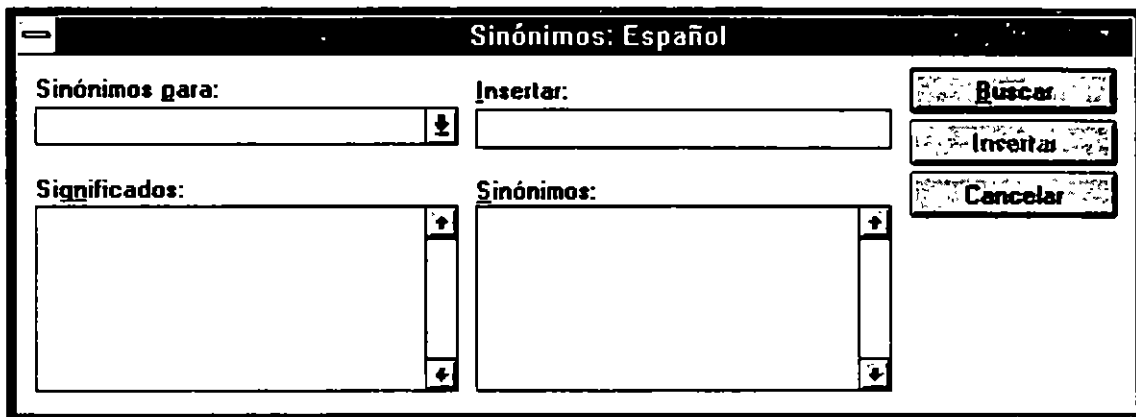 Sinónimos: Español
Sinónimos para:
Insertar:
Buscar
Insertar
Cancelar
Significados:
Sinónimos: